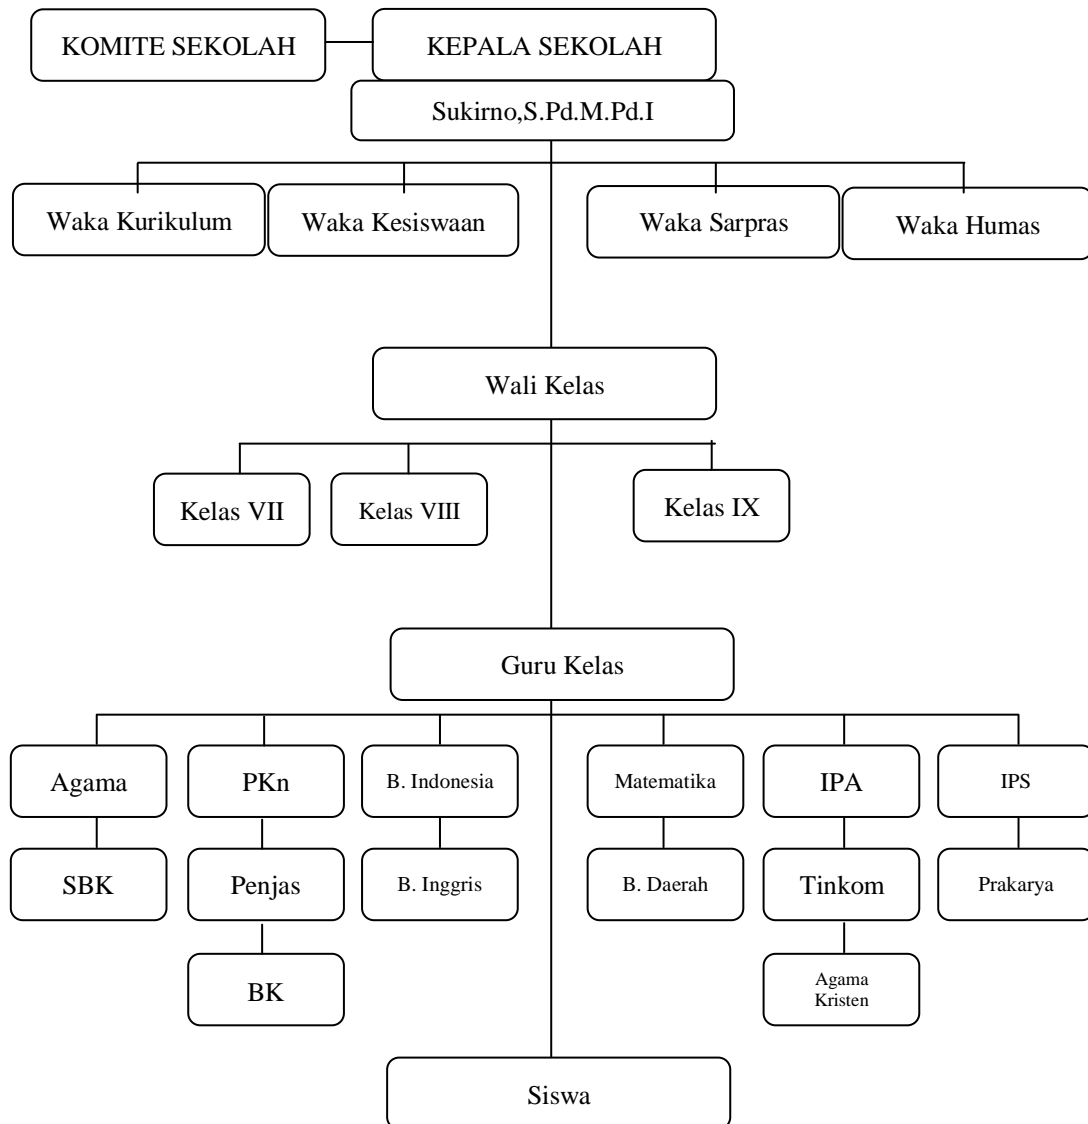 KOMITE SEKOLAH
KEPALA SEKOLAH
Sukirno,S.Pd.M.Pd.I
Waka Kurikulum
Waka Kesiswaan
Waka Sarpras
Waka Humas
Wali Kelas
Kelas VII
Kelas VIII
Kelas IX
Guru Kelas
Agama
PKn
B. Indonesia
Matematika
IPA
IPS
SBK
Penjas
B. Inggris
B. Daerah
Tinkom
Prakarya
BK
Agama
Kristen
Siswa